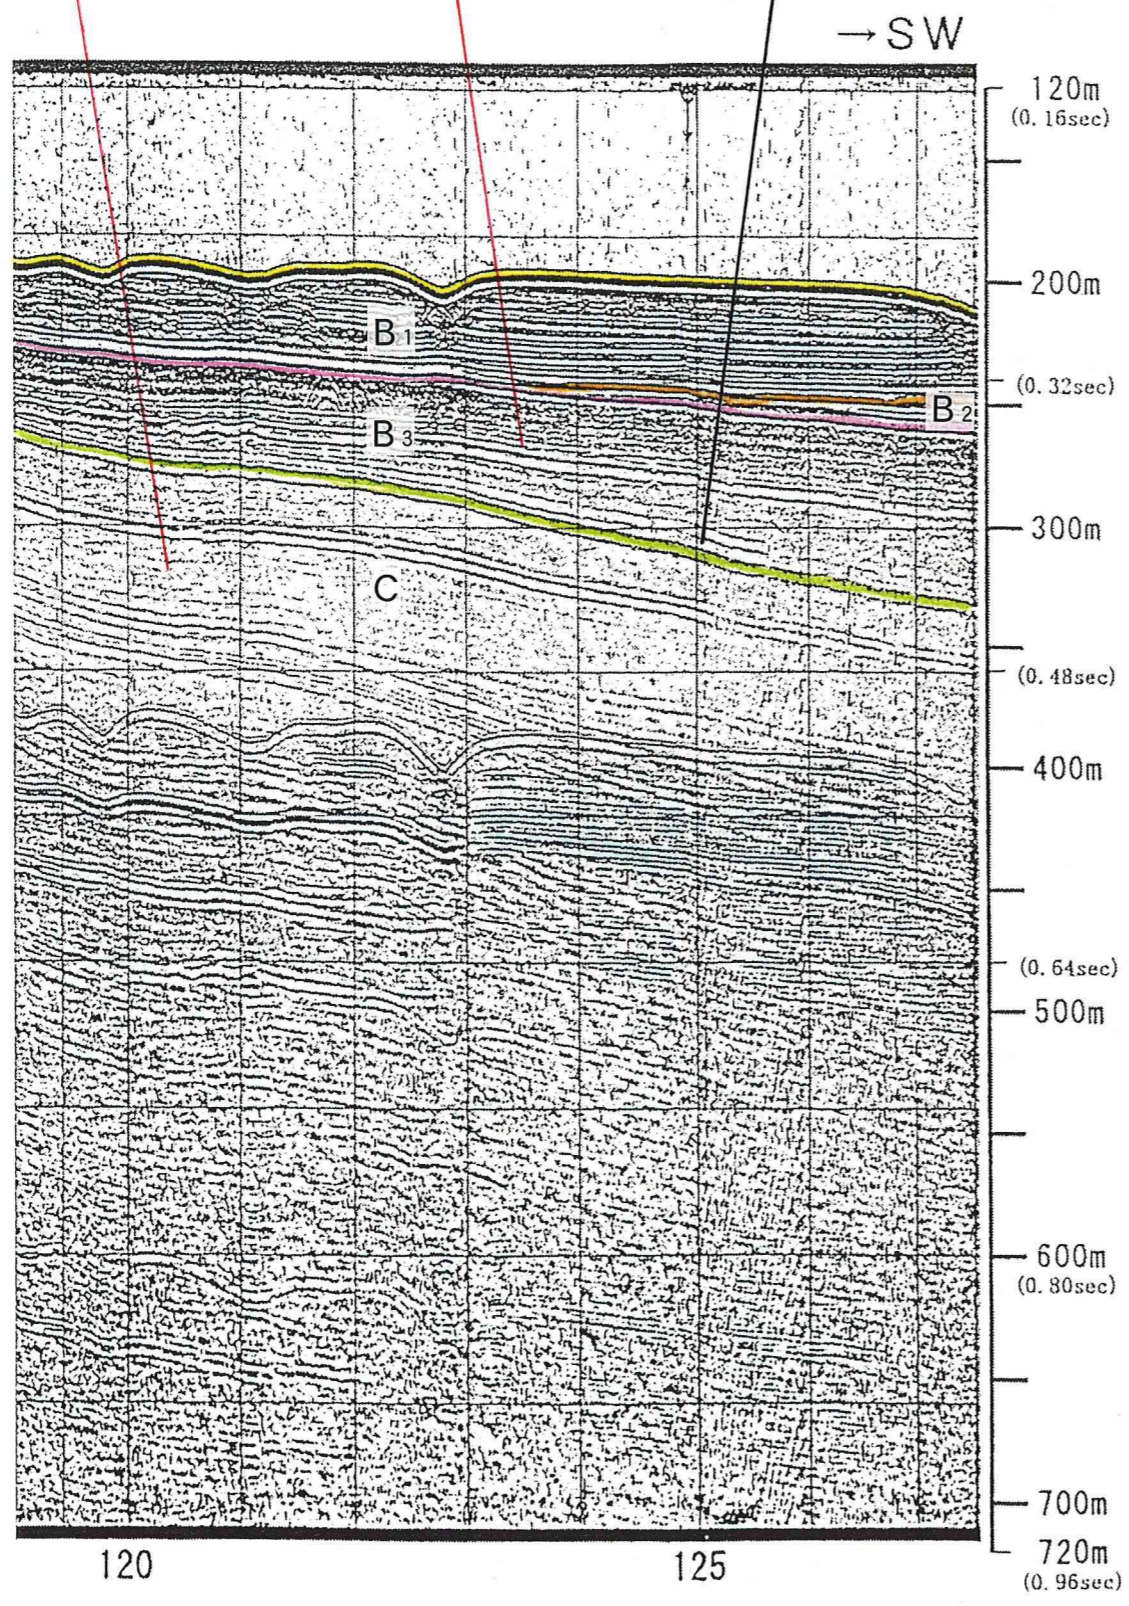 →SW
120m
(0.16sec)
200m
B1
(0.32sec)
B2
B3
300m
C
(0.48sec)
400m
(0.64sec)
500m
600m
(0.80sec)
700m
720m
(0.96sec)
120
125